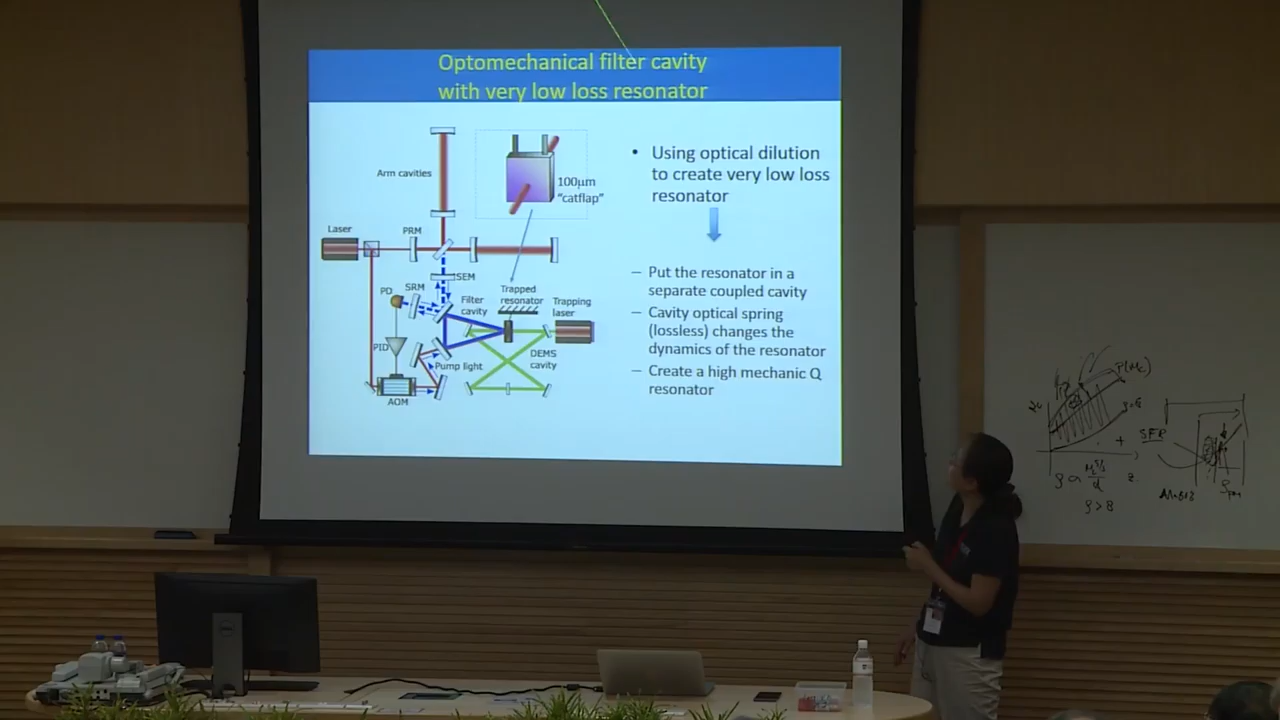 Optomechanical filter cavity
with very low loss resonator
Arm cavities
100μm
“catflap”
Laser
PRM
SEM
PD
SRM
Filter
cavity
Trapped
resonator
Trapping
laser
PID
Pump light
DEMS
cavity
AOM
• Using optical dilution
to create very low loss
resonator
– Put the resonator in a
separate coupled cavity
– Cavity optical spring
(lossless) changes the
dynamics of the resonator
– Create a high mechanic Q
resonator
SFR
DELL